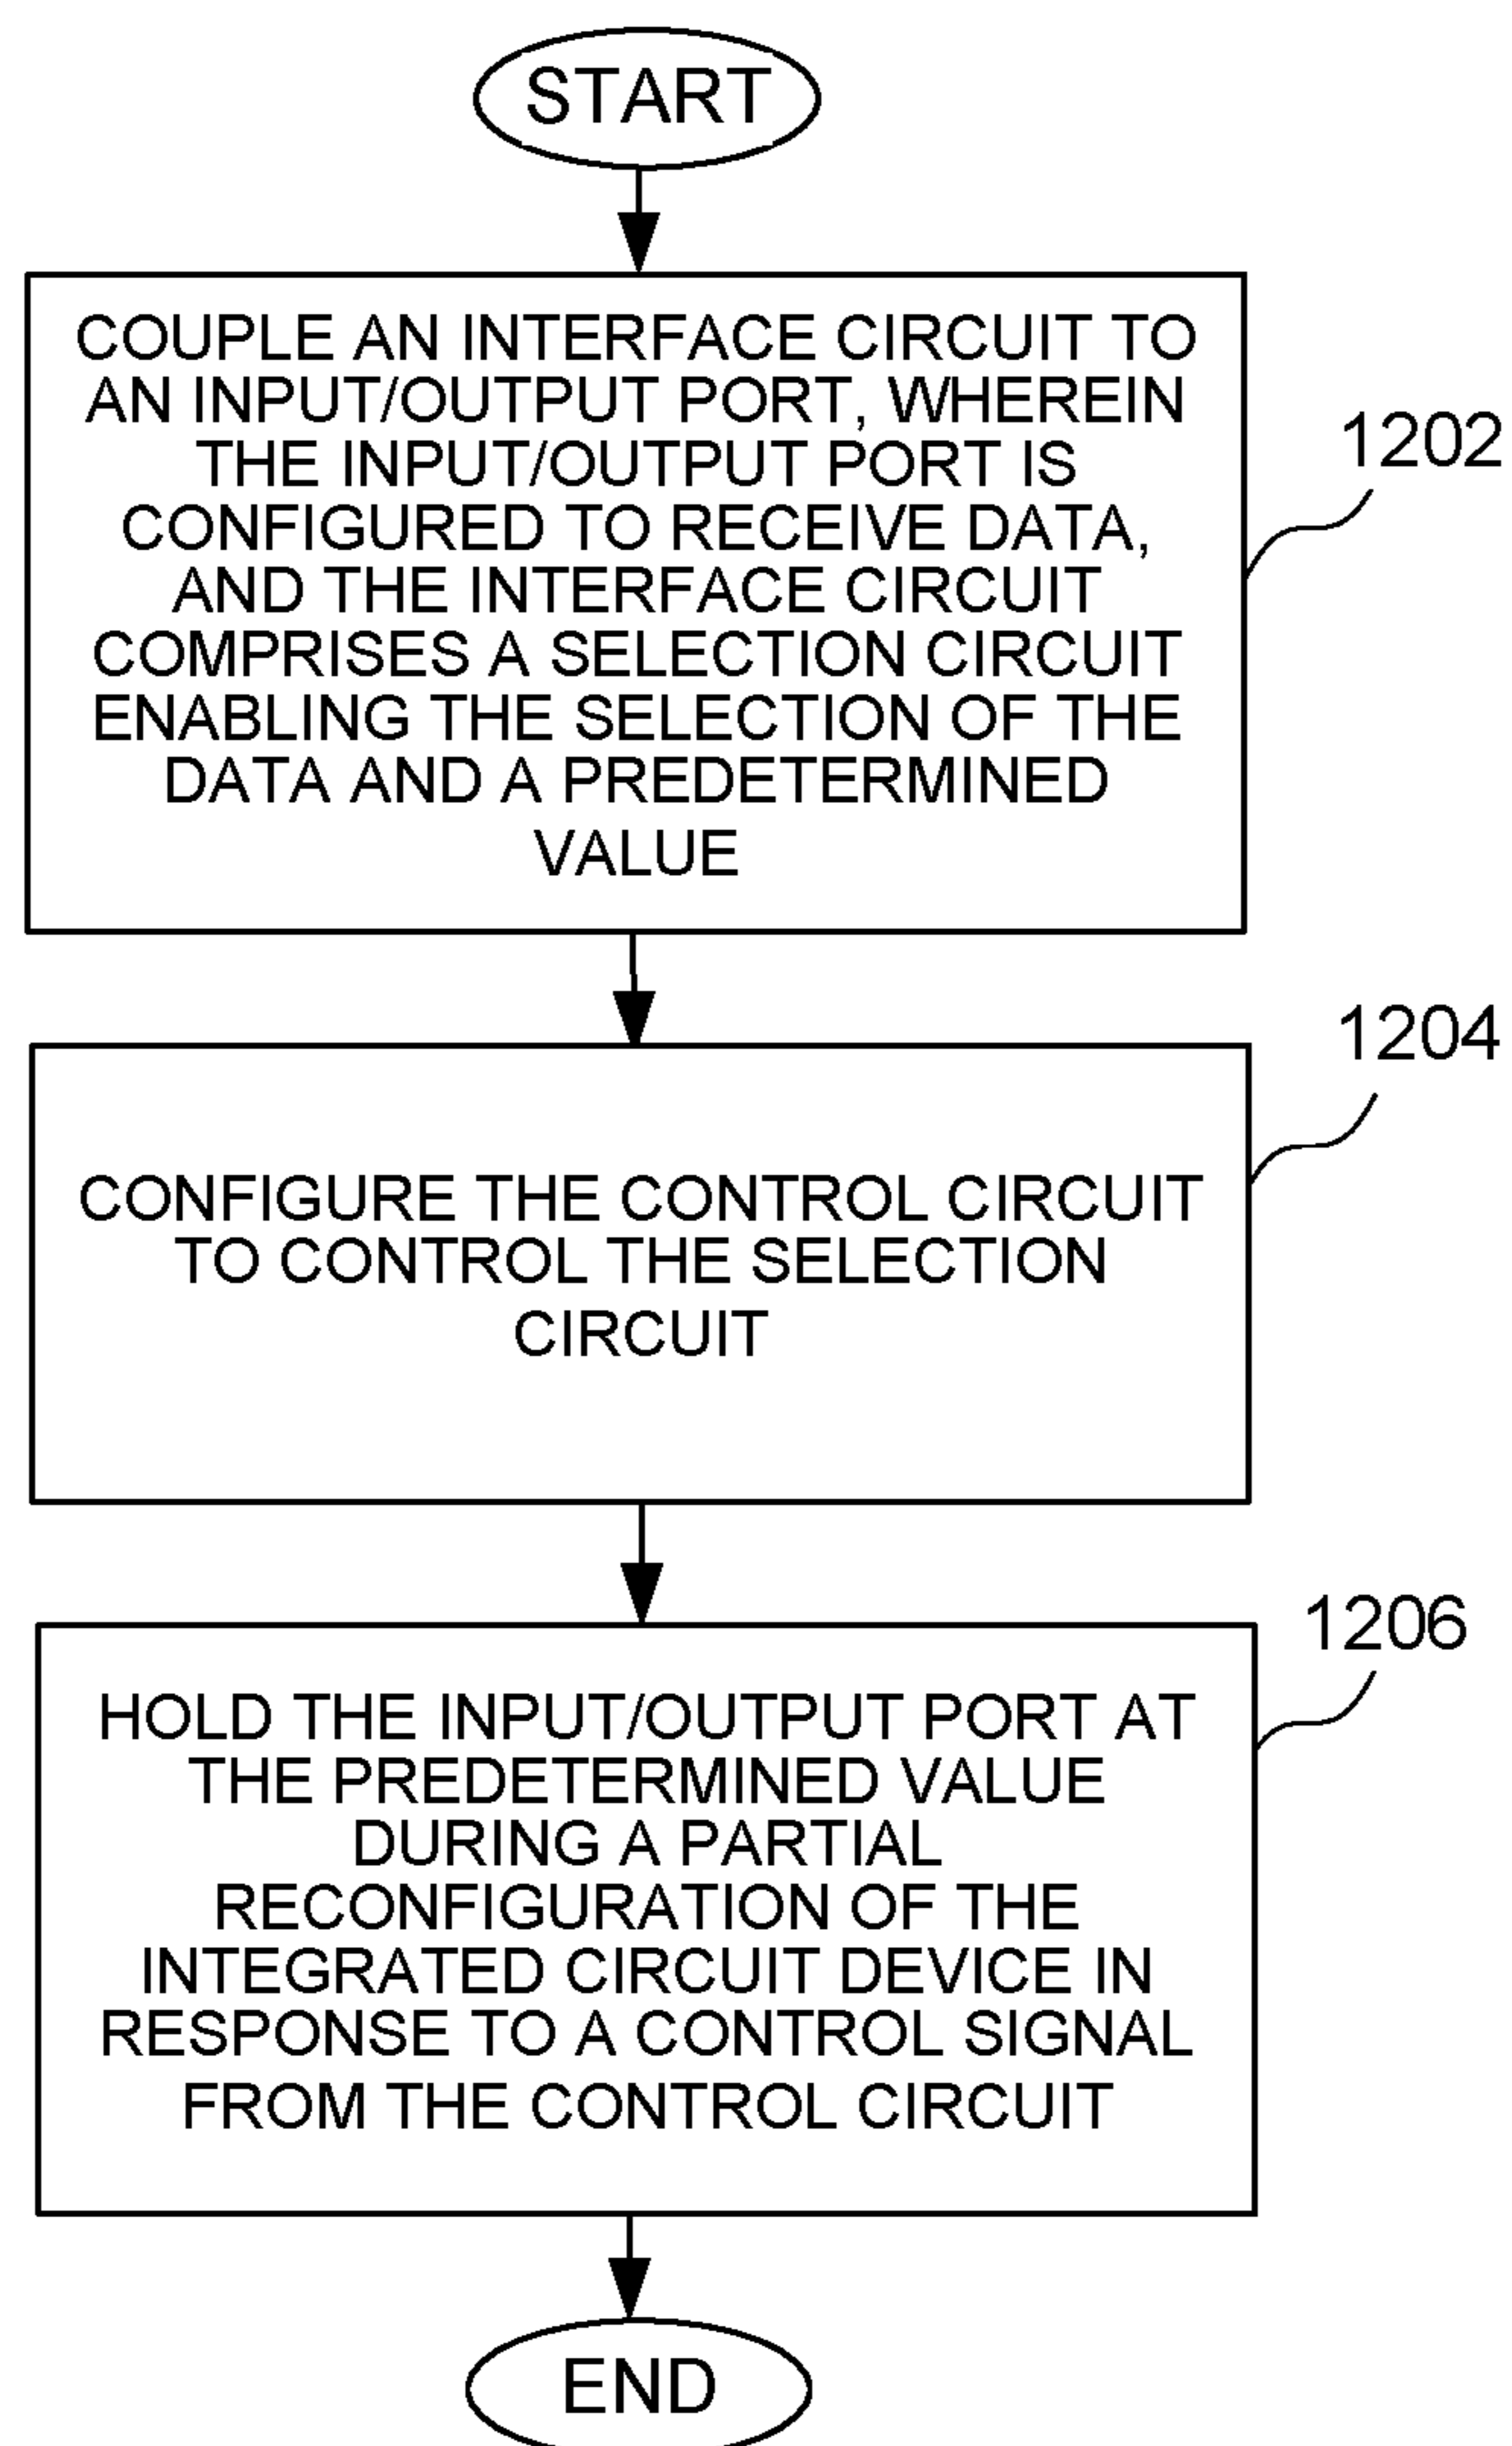 START
COUPLE AN INTERFACE CIRCUIT TO
AN INPUT/OUTPUT PORT, WHEREIN
THE INPUT/OUTPUT PORT IS
CONFIGURED TO RECEIVE DATA,
AND THE INTERFACE CIRCUIT
COMPRISES A SELECTION CIRCUIT
ENABLING THE SELECTION OF THE
DATA AND A PREDETERMINED
VALUE
1202
CONFIGURE THE CONTROL CIRCUIT
TO CONTROL THE SELECTION
CIRCUIT
1204
HOLD THE INPUT/OUTPUT PORT AT
THE PREDETERMINED VALUE
DURING A PARTIAL
RECONFIGURATION OF THE
INTEGRATED CIRCUIT DEVICE IN
RESPONSE TO A CONTROL SIGNAL
FROM THE CONTROL CIRCUIT
1206
END